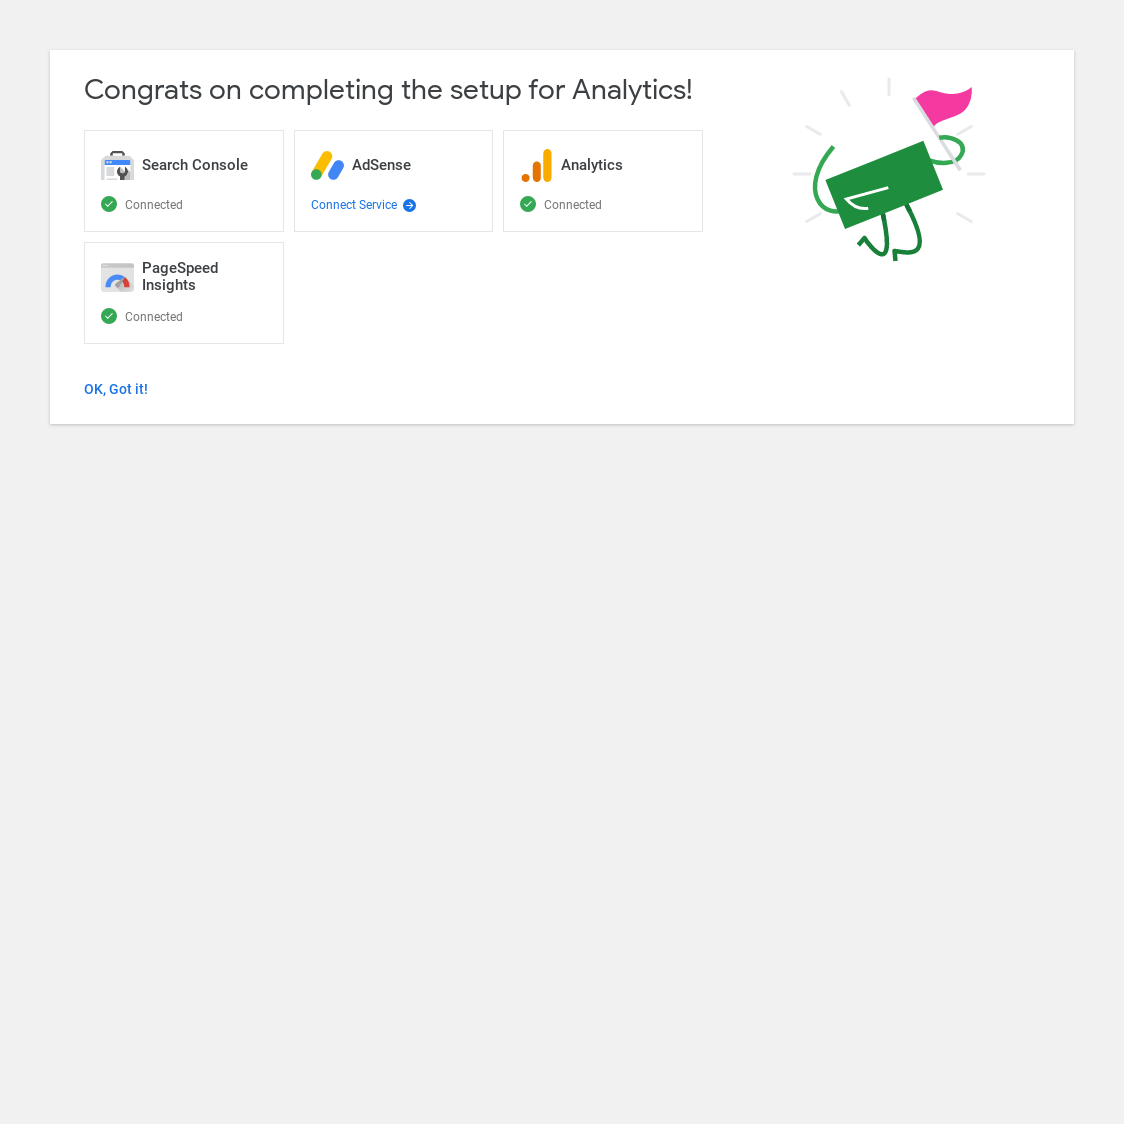 Congrats on completing the setup for Analytics!
Search Console
Connected
AdSense
Connect Service
Analytics
Connected
PageSpeed
Insights
Connected
OK, Got it!